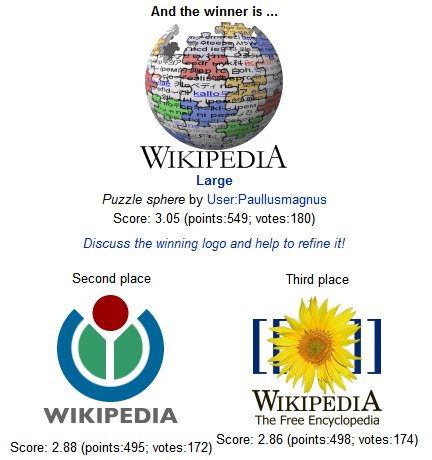 And the winner is ...
WIKIPEDIA
Large
Puzzle sphere by User:Paullusmagnus
Score: 3.05 (points:549; votes:180)
Discuss the winning logo and help to refine it!
Second place
WIKIPEDIA
Score: 2.88 (points:495; votes:172)
Third place
[[ ]]
WIKIPEDIA
The Free Encyclopedia
Score: 2.86 (points:498; votes:174)